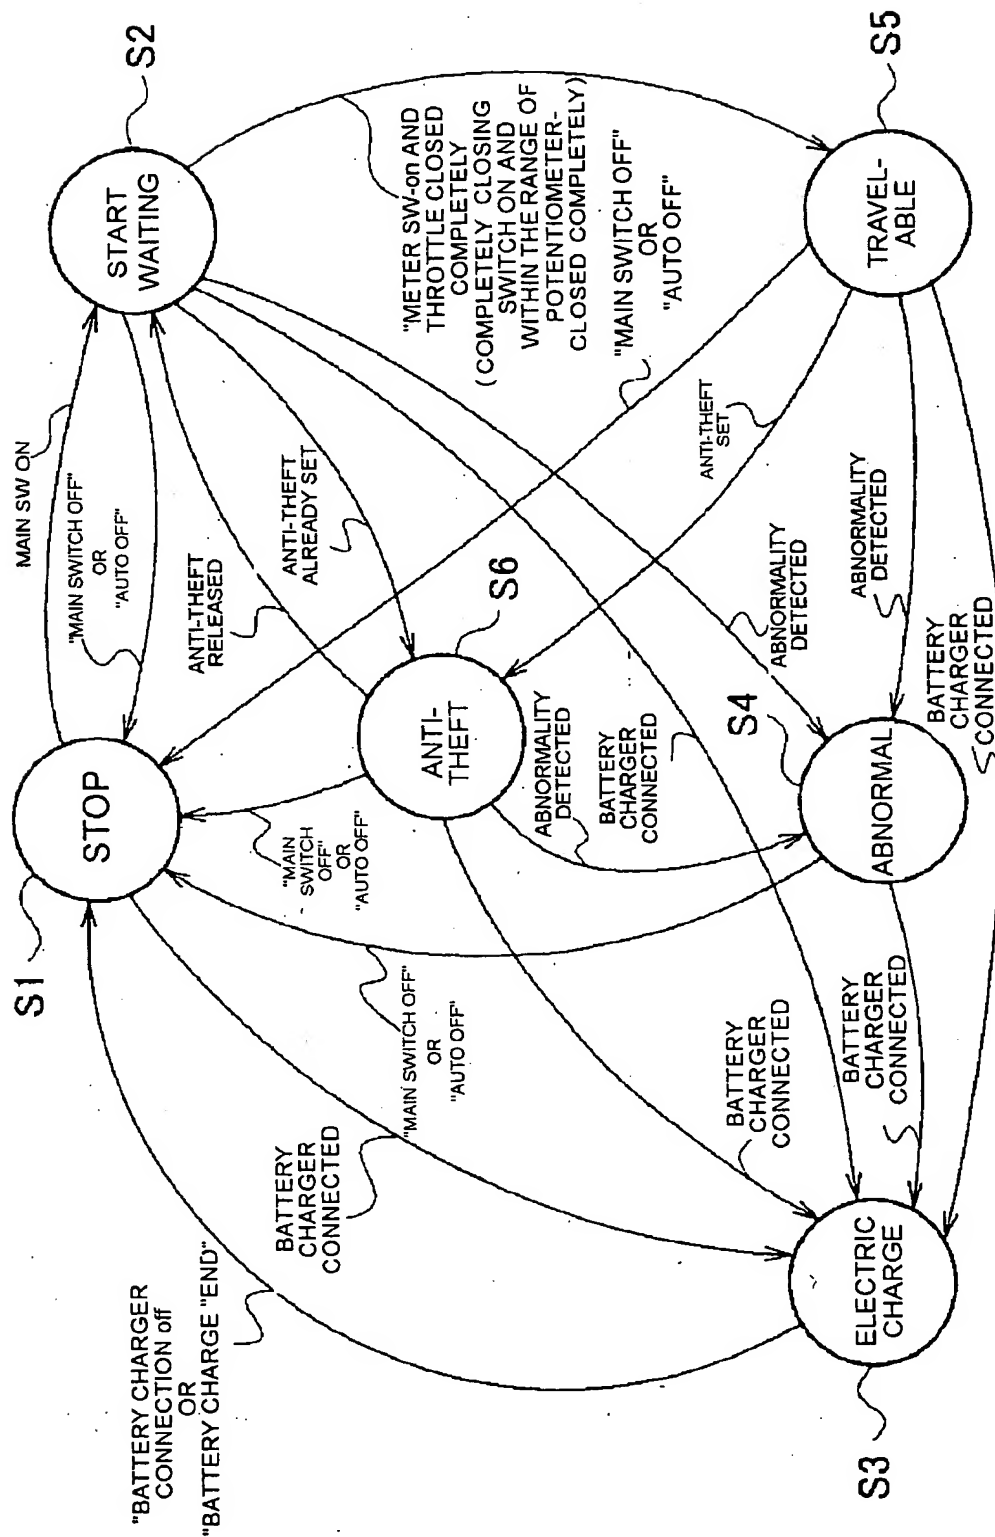 S1
STOP
MAIN SW ON
"MAIN SWITCH OFF"
OR
"AUTO OFF"
START
WAITING
S2
"BATTERY CHARGER
CONNECTION off
OR
"BATTERY CHARGE "END"
BATTERY
CHARGER
CONNECTED
"MAIN SWITCH OFF"
OR
"AUTO OFF"
"MAIN
SWITCH
OFF"
OR
"AUTO OFF"
ANTI-THEFT
RELEASED
ANTI-THEFT
ALREADY SET
ANTI-
THEFT
S6
"METER SW-on AND
THROTTLE CLOSED
COMPLETELY
(COMPLETELY CLOSING
SWITCH ON AND
WITHIN THE RANGE OF
POTENTIOMETER-
CLOSED COMPLETELY)
"MAIN SWITCH OFF"
OR
"AUTO OFF"
ANTI-THEFT
SET
ABNORMALITY
DETECTED
BATTERY
CHARGER
CONNECTED
BATTERY
CHARGER
CONNECTED
ABNORMALITY
DETECTED
ABNORMALITY
DETECTED
BATTERY
CHARGER
CONNECTED
BATTERY
CHARGER
CONNECTED
S3
ELECTRIC
CHARGE
ABNORMAL
S4
TRAVEL-
ABLE
S5